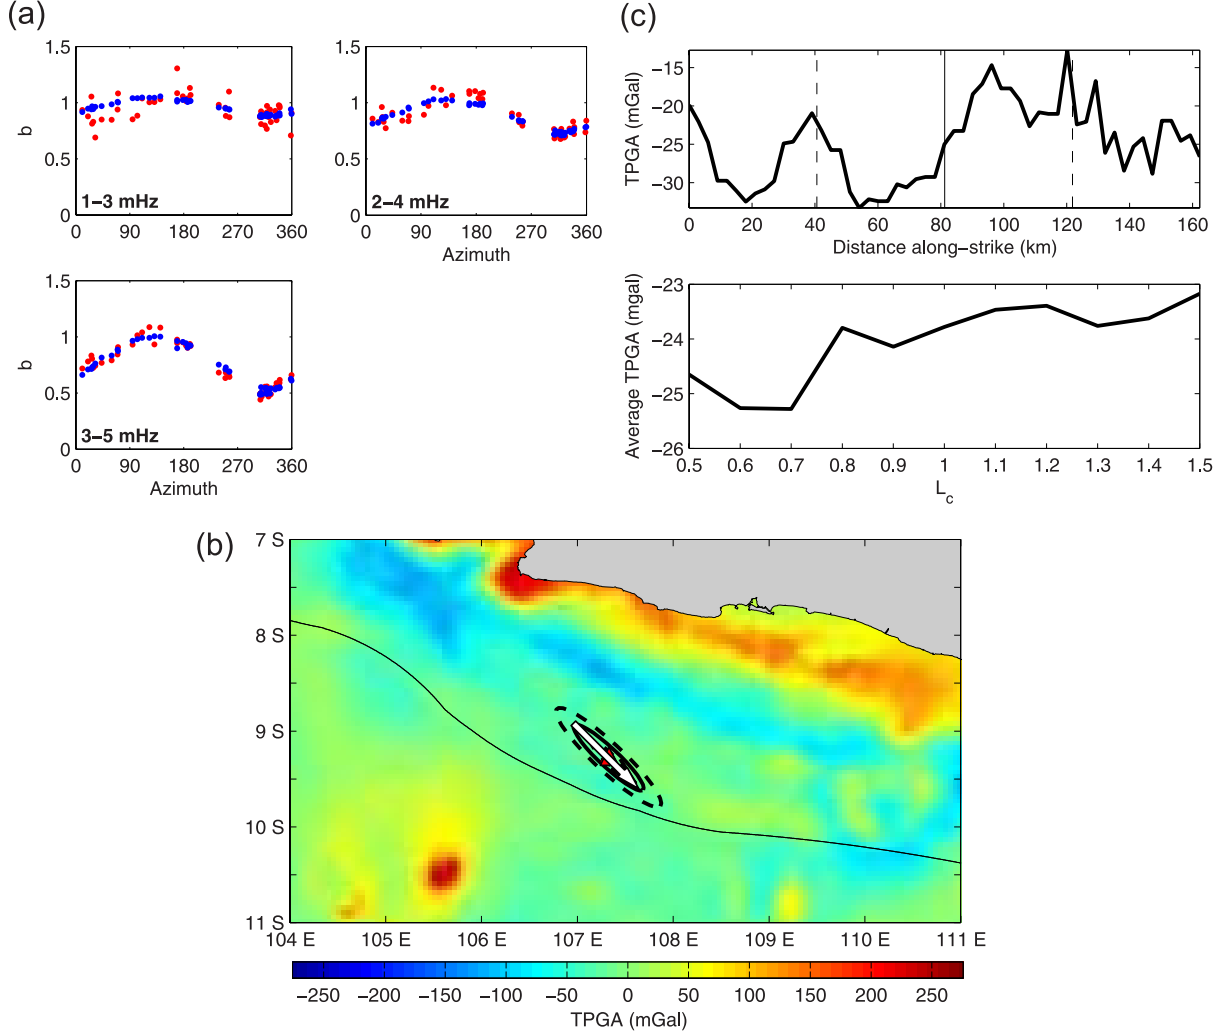 (a)
1.5
1
0.5
0
b
1−3 mHz
0 90 180 270 360
1.5
1
0.5
0
2−4 mHz
0 90 180 270 360
Azimuth
1.5
1
0.5
0
b
3−5 mHz
0 90 180 270 360
Azimuth
(c)
TPGA (mGal)
−15
−20
−25
−30
0 20 40 60 80 100 120 140 160
Distance along−strike (km)
Average TPGA (mgal)
−23
−24
−25
−26
0.5 0.6 0.7 0.8 0.9 1 1.1 1.2 1.3 1.4 1.5
Lc
(b)
7 S
8 S
9 S
10 S
11 S
104 E 105 E 106 E 107 E 108 E 109 E 110 E 111 E
−250 −200 −150 −100 −50 0 50 100 150 200 250
TPGA (mGal)